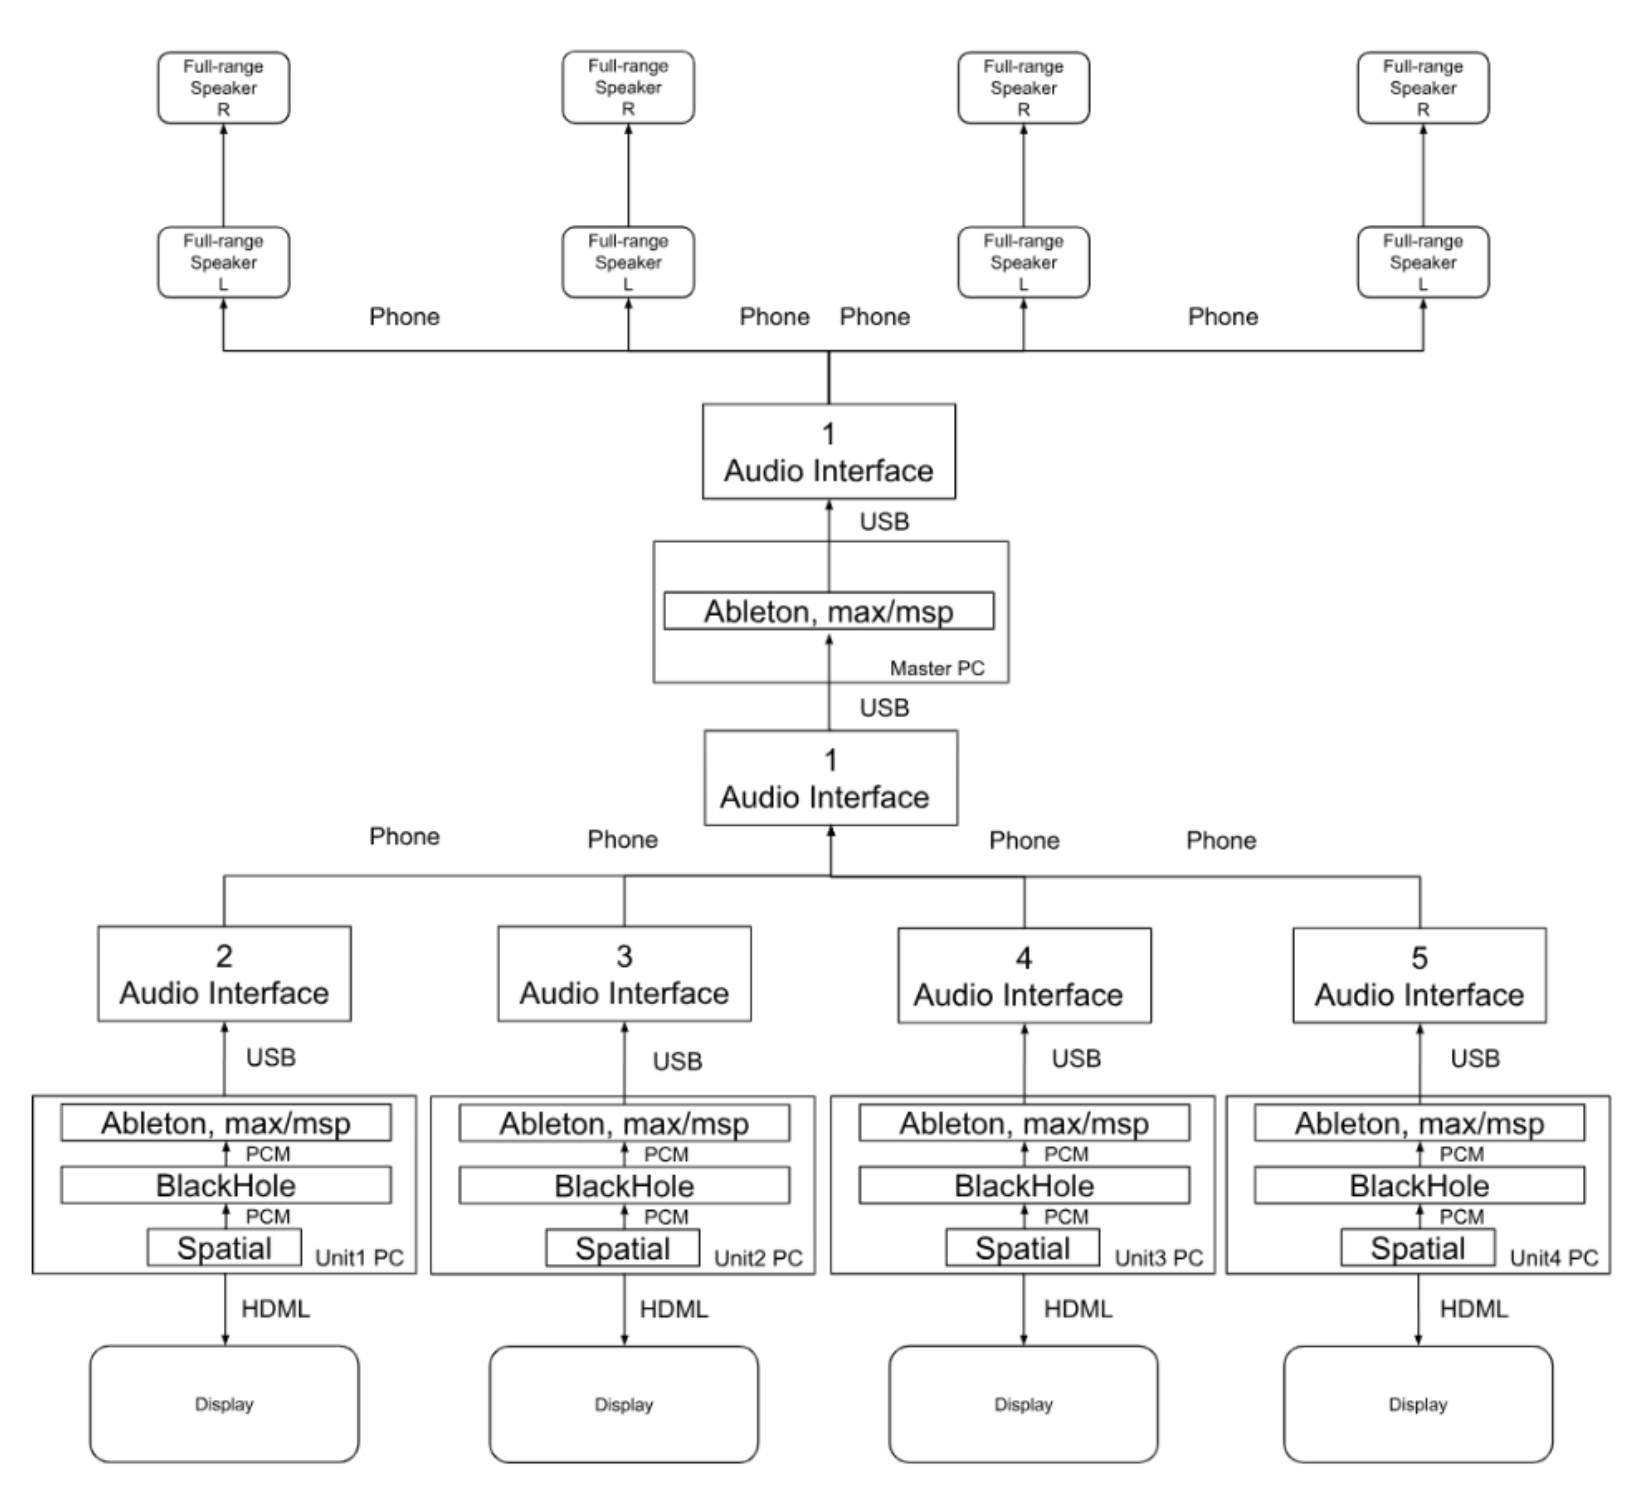 Full-range
Speaker
R
Full-range
Speaker
R
Full-range
Speaker
R
Full-range
Speaker
R
Full-range
Speaker
L
Full-range
Speaker
L
Full-range
Speaker
L
Full-range
Speaker
L
Phone
Phone
Phone
Phone
1
Audio Interface
USB
Ableton, max/msp
Master PC
USB
1
Audio Interface
Phone
Phone
Phone
Phone
2
Audio Interface
3
Audio Interface
4
Audio Interface
5
Audio Interface
USB
USB
USB
USB
Ableton, max/msp
PCM
BlackHole
PCM
Spatial
Unit1 PC
Ableton, max/msp
PCM
BlackHole
PCM
Spatial
Unit2 PC
Ableton, max/msp
PCM
BlackHole
PCM
Spatial
Unit3 PC
Ableton, max/msp
PCM
BlackHole
PCM
Spatial
Unit4 PC
HDML
HDML
HDML
HDML
Display
Display
Display
Display